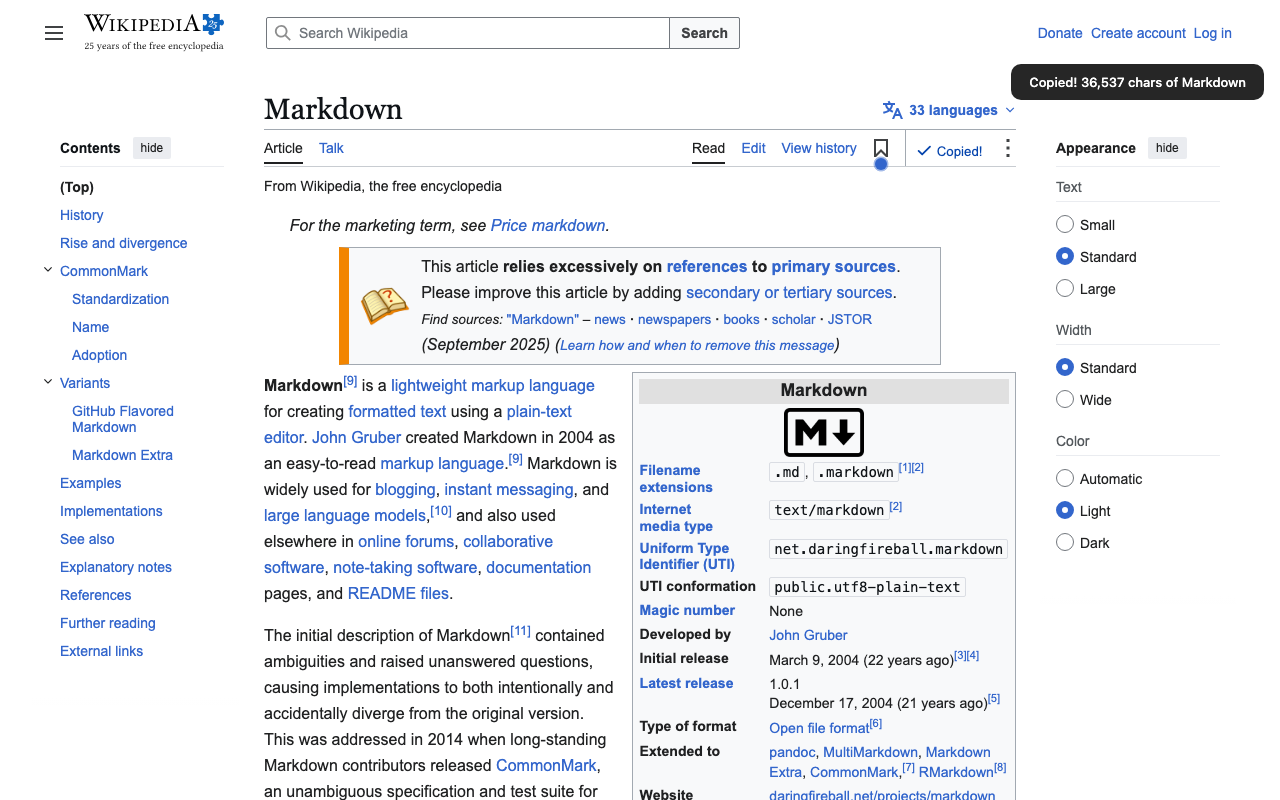 WIKIPEDIA 25
25 years of the free encyclopedia
Search Wikipedia
Search
Donate Create account Log in
Copied! 36,537 chars of Markdown
Markdown
33 languages
Article Talk
Read Edit View history
Copied!
From Wikipedia, the free encyclopedia
Contents hide
(Top)
History
Rise and divergence
CommonMark
Standardization
Name
Adoption
Variants
GitHub Flavored
Markdown
Markdown Extra
Examples
Implementations
See also
Explanatory notes
References
Further reading
External links
For the marketing term, see Price markdown.
This article relies excessively on references to primary sources.
Please improve this article by adding secondary or tertiary sources.
Find sources: "Markdown" – news · newspapers · books · scholar · JSTOR
(September 2025) (Learn how and when to remove this message)
Markdown[9] is a lightweight markup language
for creating formatted text using a plain-text
editor. John Gruber created Markdown in 2004 as
an easy-to-read markup language.[9] Markdown is
widely used for blogging, instant messaging, and
large language models,[10] and also used
elsewhere in online forums, collaborative
software, note-taking software, documentation
pages, and README files.
The initial description of Markdown[11] contained
ambiguities and raised unanswered questions,
causing implementations to both intentionally and
accidentally diverge from the original version.
This was addressed in 2014 when long-standing
Markdown contributors released CommonMark,
an unambiguous specification and test suite for
Markdown
M
Filename
extensions
.md, .markdown[1][2]
Internet
media type
text/markdown[2]
Uniform Type
Identifier (UTI)
net.daringfireball.markdown
UTI conformation public.utf8-plain-text
Magic number None
Developed by John Gruber
Initial release March 9, 2004 (22 years ago)[3][4]
Latest release 1.0.1
December 17, 2004 (21 years ago)[5]
Type of format Open file format[6]
Extended to pandoc, MultiMarkdown, Markdown
Extra, CommonMark,[7] RMarkdown[8]
Website daringfireball.net/projects/markdown
Appearance hide
Text
Small
Standard
Large
Width
Standard
Wide
Color
Automatic
Light
Dark